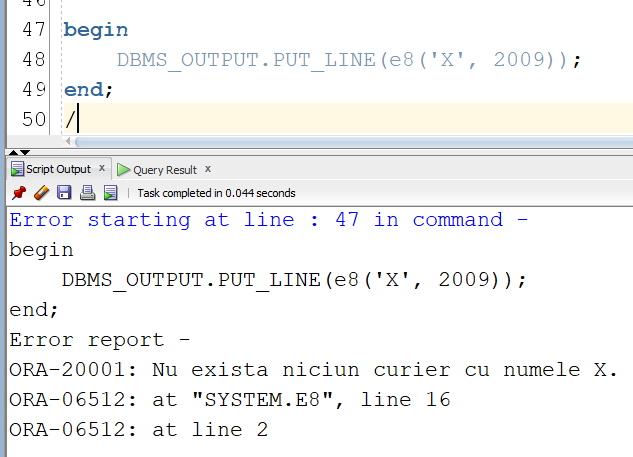 46
47 begin
48 DBMS_OUTPUT.PUT_LINE(e8('X', 2009));
49 end;
50 /
Script Output x Query Result x
Task completed in 0.044 seconds
Error starting at line : 47 in command -
begin
DBMS_OUTPUT.PUT_LINE(e8('X', 2009));
end;
Error report -
ORA-20001: Nu exista niciun curier cu numele X.
ORA-06512: at "SYSTEM.E8", line 16
ORA-06512: at line 2